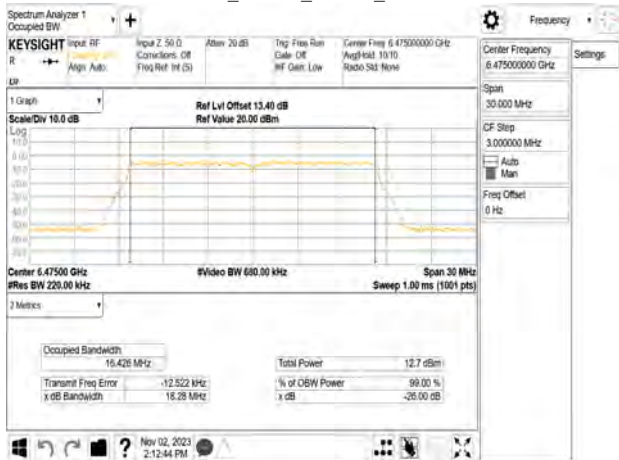 Spectrum Analyzer 1
Occupied BW
+
Frequency
KEYSIGHT
R
Input: RF
Align: Auto
Input Z: 50 Ω
Corrections: Off
Freq Ref: Int (S)
Atten: 20 dB
Trig: Free Run
Gate: Off
#IF Gain: Low
Center Freq: 6.475000000 GHz
Avg|Hold: 10/10
Radio Std: None
Center Frequency
6.475000000 GHz
Settings
Span
30.000 MHz
CF Step
3.000000 MHz
Auto
Man
Freq Offset
0 Hz
1 Graph
Scale/Div 10.0 dB
Ref Lvl Offset 13.40 dB
Ref Value 20.00 dBm
Log
Center 6.47500 GHz
#Res BW 220.00 kHz
#Video BW 680.00 kHz
Span 30 MHz
Sweep 1.00 ms (1001 pts)
2 Metrics
Occupied Bandwidth
16.426 MHz
Total Power
12.7 dBm
Transmit Freq Error
-12.522 kHz
% of OBW Power
99.00 %
x dB Bandwidth
18.28 MHz
x dB
-26.00 dB
?
Nov 02, 2023
2:12:44 PM